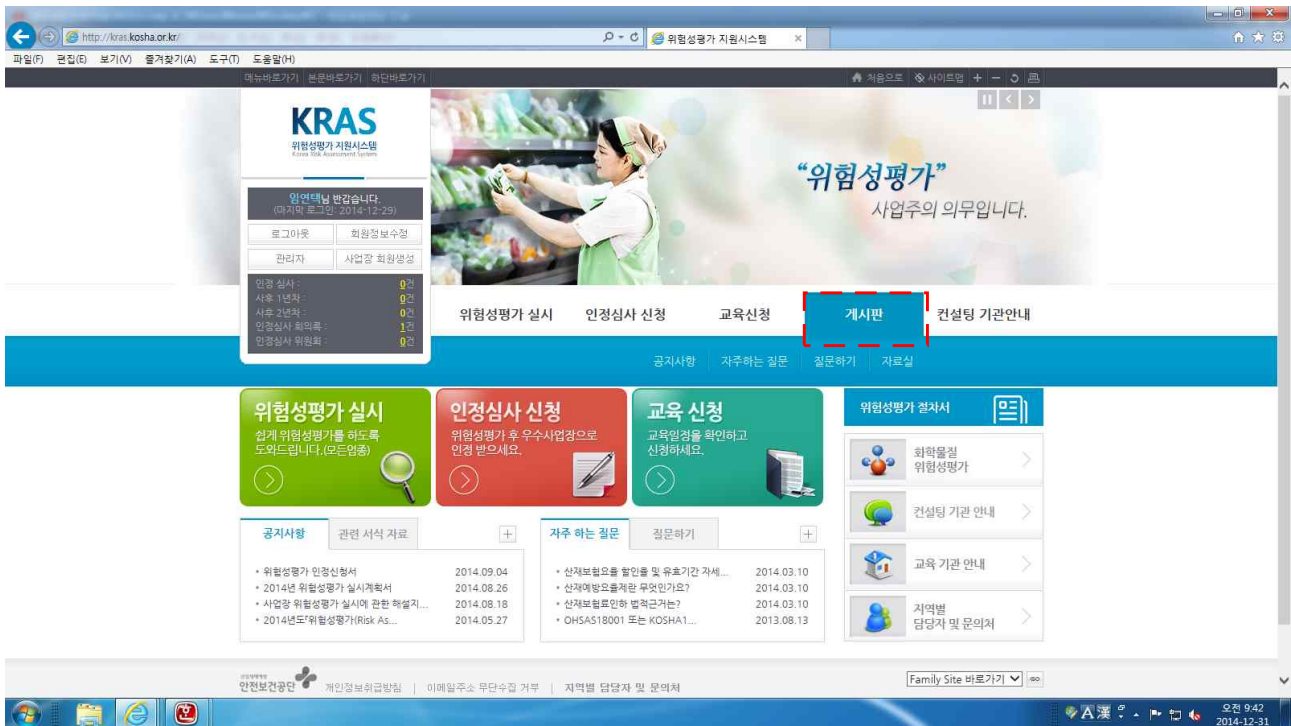 http://kras.kosha.or.kr/
위험성평가 지원시스템
파일(F) 편집(E) 보기(V) 즐겨찾기(A) 도구(T) 도움말(H)
메뉴바로가기 본문바로가기 하단바로가기
처음으로 사이트맵
KRAS
위험성평가 지원시스템
Korea Risk Assessment System
임연택님 반갑습니다.
(마지막 로그인: 2014-12-29)
로그아웃 회원정보수정
관리자 사업장 회원생성
인정 심사 : 0건
사후 1년차 : 0건
사후 2년차 : 0건
인정심사 회의록 : 1건
인정심사 위원회 : 0건
“위험성평가”
사업주의 의무입니다.
위험성평가 실시 인정심사 신청 교육신청 게시판 컨설팅 기관안내
공지사항 자주하는 질문 질문하기 자료실
위험성평가 실시
쉽게 위험성평가를 하도록
도와드립니다.(모든업종)
인정심사 신청
위험성평가 후 우수사업장으로
인정 받으세요.
교육 신청
교육일정을 확인하고
신청하세요.
위험성평가 절차서
화학물질
위험성평가
컨설팅 기관 안내
교육 기관 안내
지역별
담당자 및 문의처
공지사항 관련 서식 자료
위험성평가 인정신청서 2014.09.04
2014년 위험성평가 실시계획서 2014.08.26
사업장 위험성평가 실시에 관한 해설지... 2014.08.18
2014년도「위험성평가(Risk As... 2014.05.27
자주 하는 질문 질문하기
산재보험요율 할인율 및 유효기간 자세... 2014.03.10
산재예방요율제란 무엇인가요? 2014.03.10
산재보험료인하 법적근거는? 2014.03.10
OHSAS18001 또는 KOSHA1... 2013.08.13
안전보건공단 개인정보취급방침 | 이메일주소 무단수집 거부 | 지역별 담당자 및 문의처
Family Site 바로가기
GO
A 漢
오전 9:42
2014-12-31